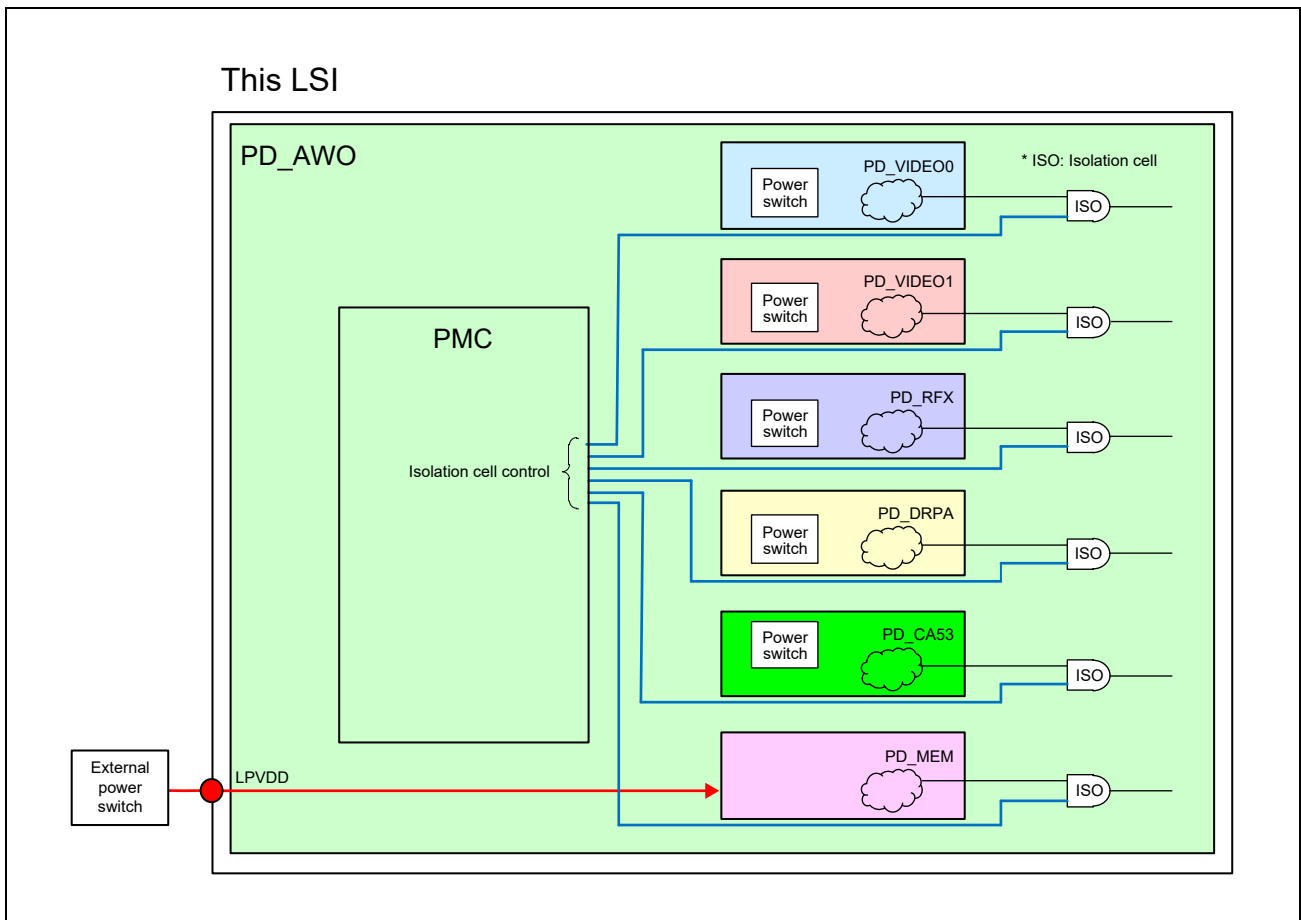 This LSI
PD_AWO
PD_VIDEO0
* ISO: Isolation cell
Power
switch
ISO
PD_VIDEO1
Power
switch
ISO
PMC
PD_RFX
Power
switch
ISO
Isolation cell control
PD_DRPA
Power
switch
ISO
PD_CA53
Power
switch
ISO
External
power
switch
LPVDD
PD_MEM
ISO